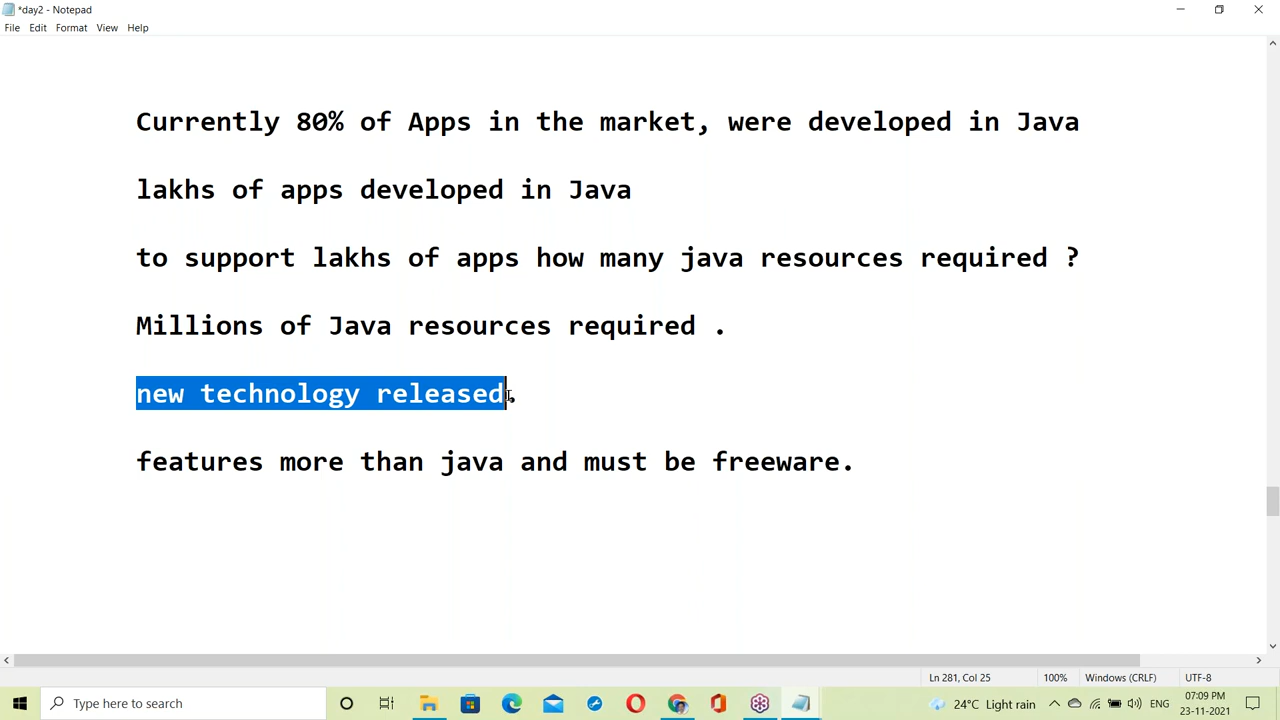 *day2 - Notepad
File Edit Format View Help
Currently 80% of Apps in the market, were developed in Java
lakhs of apps developed in Java
to support lakhs of apps how many java resources required ?
Millions of Java resources required .
new technology released.
features more than java and must be freeware.
Ln 281, Col 25 100% Windows (CRLF) UTF-8
Type here to search 24°C Light rain ENG 07:09 PM
23-11-2021